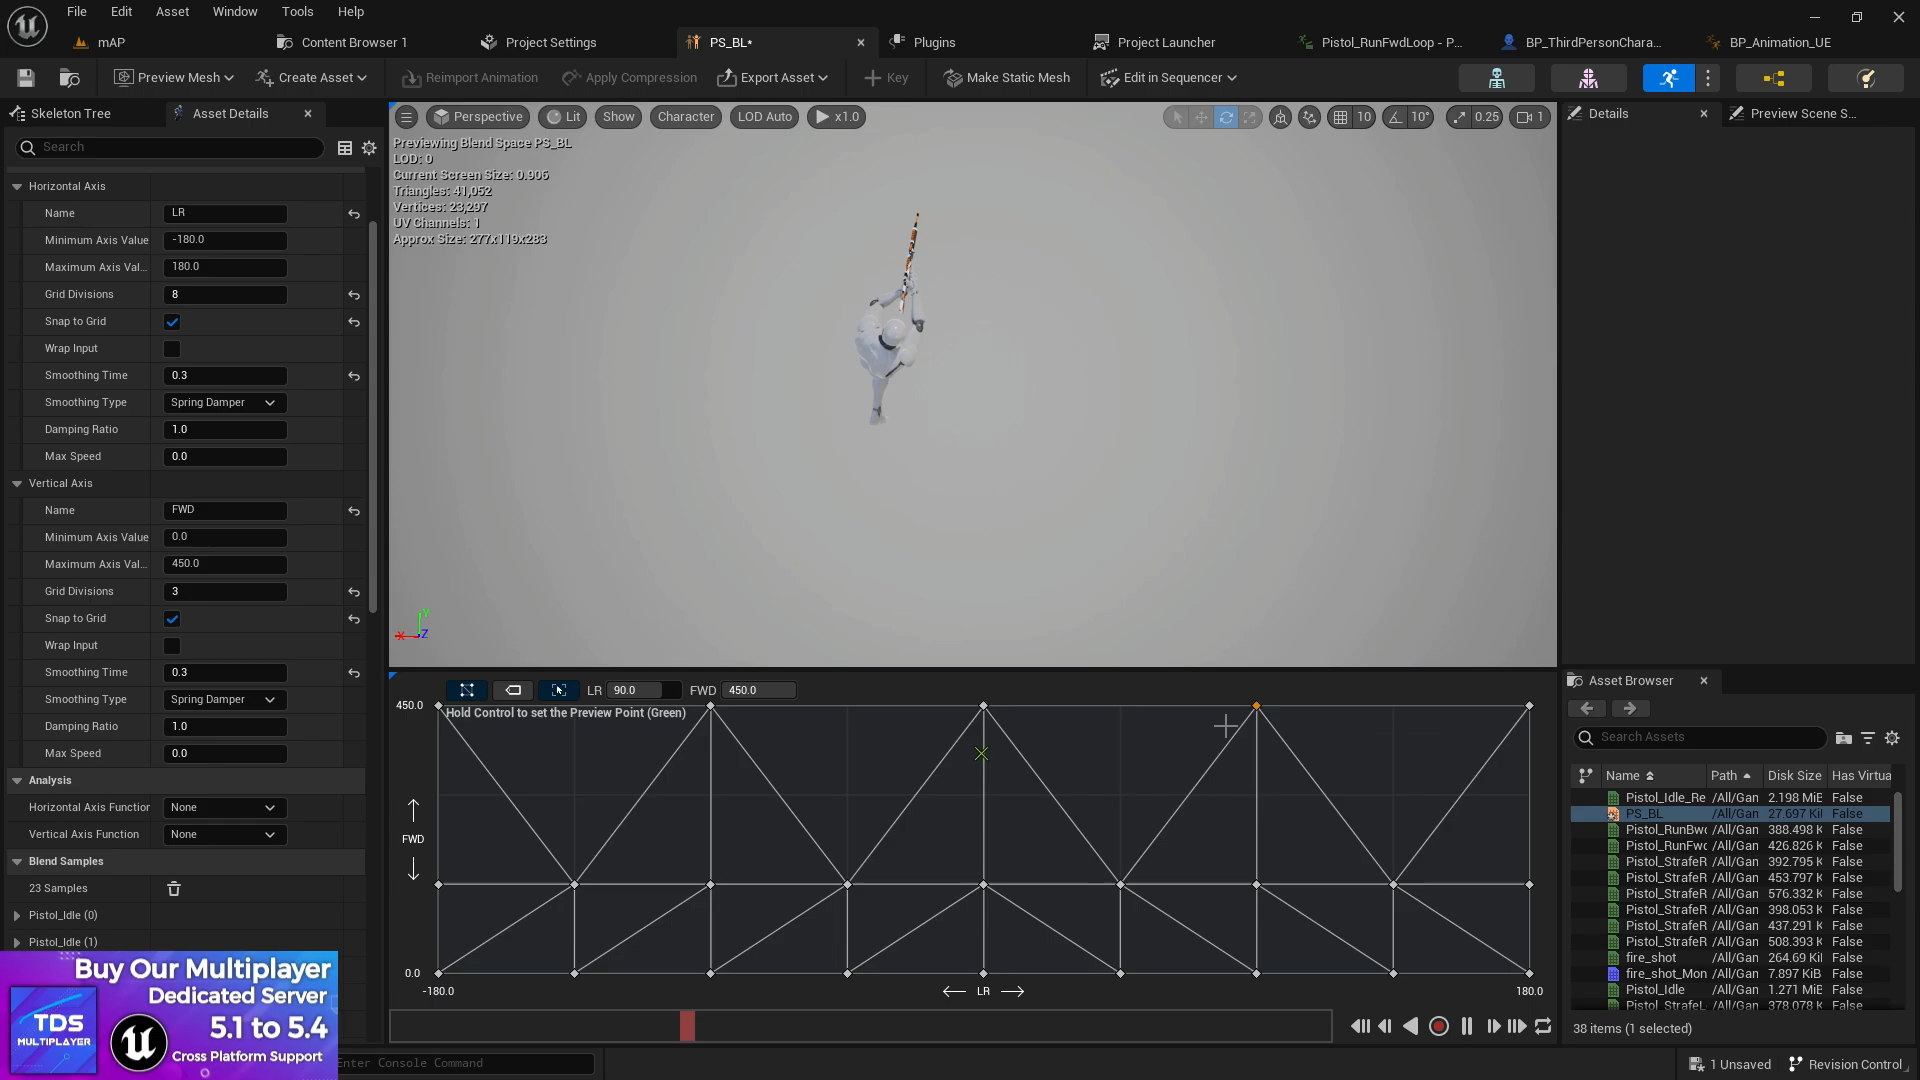 File Edit Asset Window Tools Help
mAP Content Browser 1 Project Settings PS_BL* Plugins Project Launcher Pistol_RunFwdLoop - P... BP_ThirdPersonChara... BP_Animation_UE
Preview Mesh Create Asset Reimport Animation Apply Compression Export Asset Key Make Static Mesh Edit in Sequencer
Skeleton Tree Asset Details
Search
Horizontal Axis
Name LR
Minimum Axis Value -180.0
Maximum Axis Val... 180.0
Grid Divisions 8
Snap to Grid
Wrap Input
Smoothing Time 0.3
Smoothing Type Spring Damper
Damping Ratio 1.0
Max Speed 0.0
Vertical Axis
Name FWD
Minimum Axis Value 0.0
Maximum Axis Val... 450.0
Grid Divisions 3
Snap to Grid
Wrap Input
Smoothing Time 0.3
Smoothing Type Spring Damper
Damping Ratio 1.0
Max Speed 0.0
Analysis
Horizontal Axis Function None
Vertical Axis Function None
Blend Samples
23 Samples
Pistol_Idle (0)
Pistol_Idle (1)
Buy Our Multiplayer
Dedicated Server
5.1 to 5.4
Cross Platform Support
TDS
MULTIPLAYER
Enter Console Command
Perspective Lit Show Character LOD Auto x1.0 10 10° 0.25 1
Previewing Blend Space PS_BL
LOD: 0
Current Screen Size: 0.906
Triangles: 41,052
Vertices: 23,297
UV Channels: 1
Approx Size: 277x119x283
Y
X Z
LR 90.0 FWD 450.0
450.0 Hold Control to set the Preview Point (Green)
FWD
0.0
-180.0 LR 180.0
Details Preview Scene S...
Asset Browser
Search Assets
Name Path Disk Size Has Virtua
Pistol_Idle_Re /All/Gan 2.198 MiE False
PS_BL /All/Gan 27.697 Kil False
Pistol_RunBwc /All/Gan 388.498 K False
Pistol_RunFwc /All/Gan 426.826 K False
Pistol_StrafeR /All/Gan 392.795 K False
Pistol_StrafeR /All/Gan 453.797 K False
Pistol_StrafeR /All/Gan 576.332 K False
Pistol_StrafeR /All/Gan 398.053 K False
Pistol_StrafeR /All/Gan 437.291 K False
Pistol_StrafeR /All/Gan 508.393 K False
fire_shot /All/Gan 264.69 Kil False
fire_shot_Mon /All/Gan 7.897 KiB False
Pistol_Idle /All/Gan 1.271 MiE False
Pistol_StrafeL /All/Gan 378.078 K False
38 items (1 selected)
1 Unsaved Revision Control